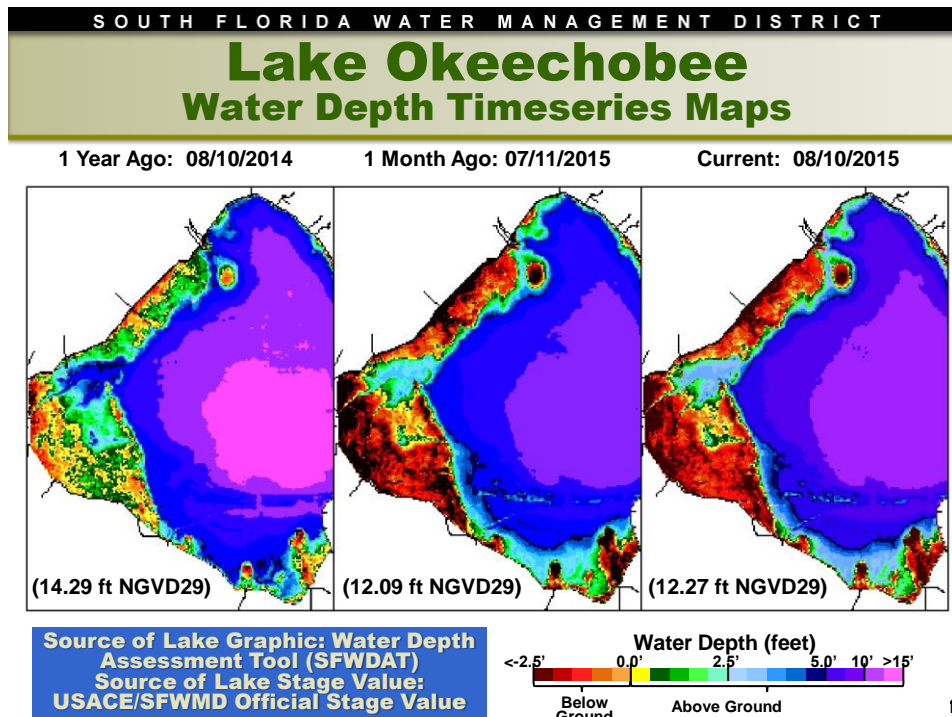 SOUTH FLORIDA WATER MANAGEMENT DISTRICT
Lake Okeechobee
Water Depth Timeseries Maps
1 Year Ago: 08/10/2014
1 Month Ago: 07/11/2015
Current: 08/10/2015
(14.29 ft NGVD29)
(12.09 ft NGVD29)
(12.27 ft NGVD29)
Source of Lake Graphic: Water Depth
Assessment Tool (SFWDAT)
Source of Lake Stage Value:
USACE/SFWMD Official Stage Value
Water Depth (feet)
<-2.5' 0.0' 2.5' 5.0' 10' >15'
Below
Ground
Above Ground